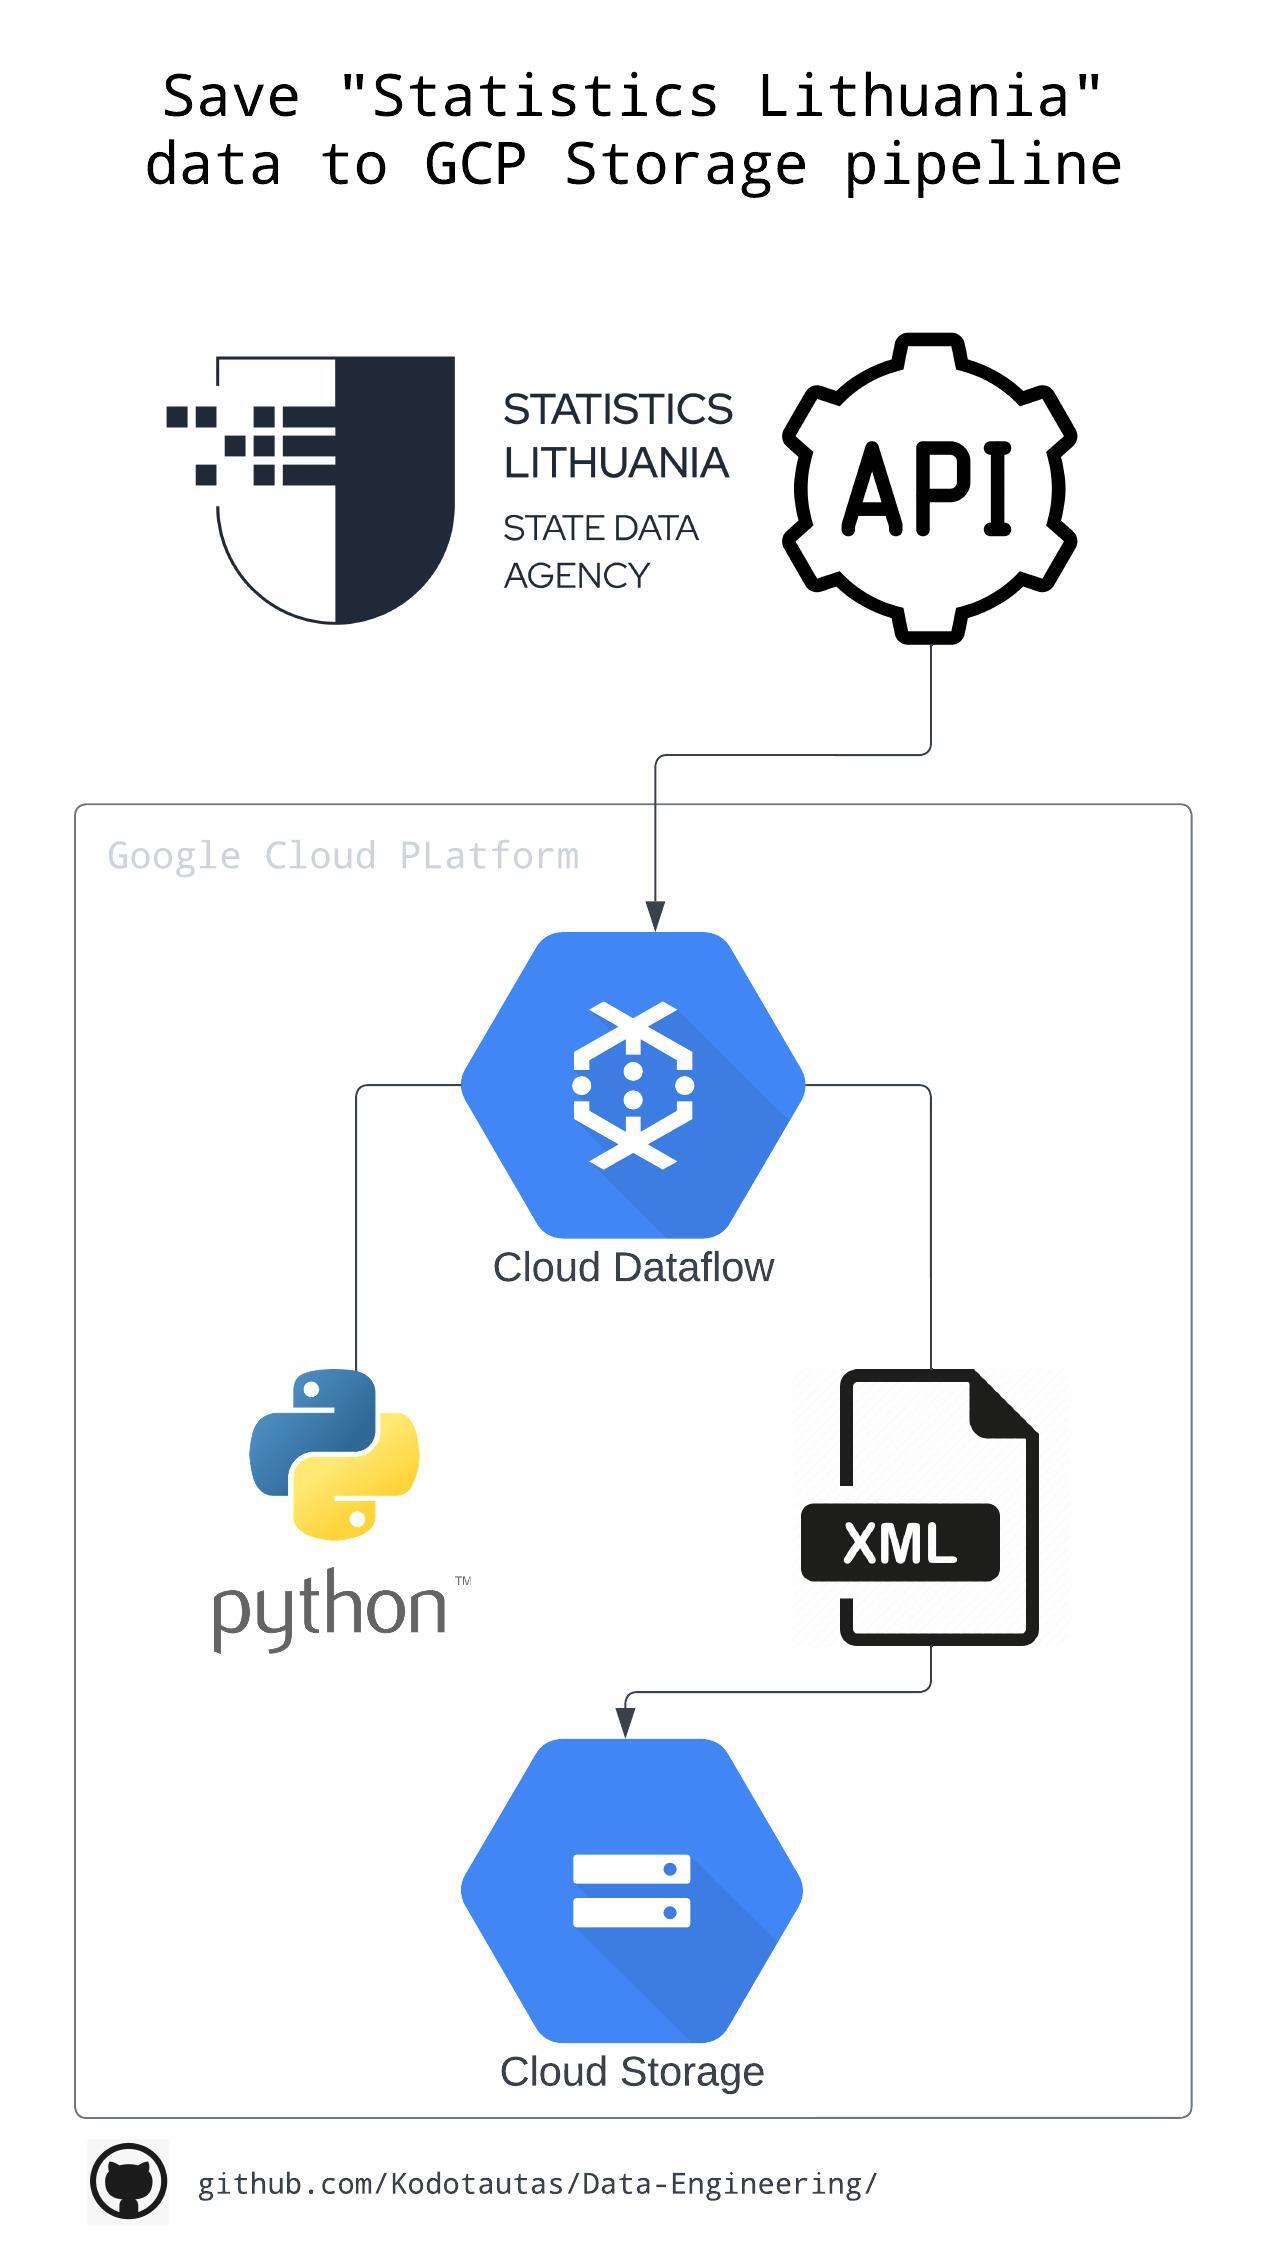 Save "Statistics Lithuania"
data to GCP Storage pipeline
STATISTICS
LITHUANIA
STATE DATA
AGENCY
API
Google Cloud PLatform
Cloud Dataflow
python™
XML
Cloud Storage
github.com/Kodotautas/Data-Engineering/